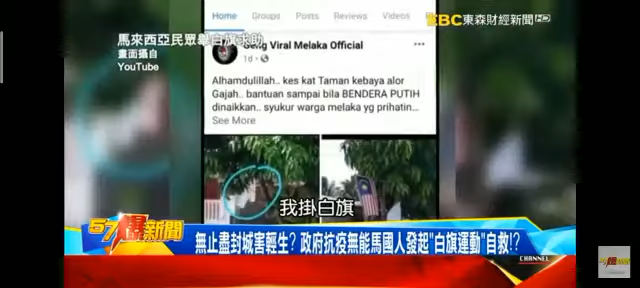 Home Groups Posts Reviews Videos
EBC 東森財經新聞 HD
馬來西亞民眾舉白旗求助
畫面攝自
YouTube
Geng Viral Melaka Official
1d
Alhamdulillah.. kes kat Taman kebaya alor
Gajah.. bantuan sampai bila BENDERA PUTIH
dinaikkan.. syukur warga melaka yg prihatin...
See More
我掛白旗
57爆新聞
無止盡封城害輕生? 政府抗疫無能馬國人發起"白旗運動"自救!?
CHANNEL